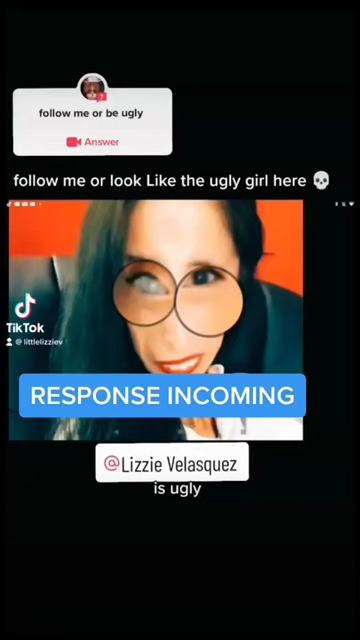 follow me or be ugly
Answer
follow me or look Like the ugly girl here 💀
TikTok
@littlelizziev
RESPONSE INCOMING
@Lizzie Velasquez
is ugly